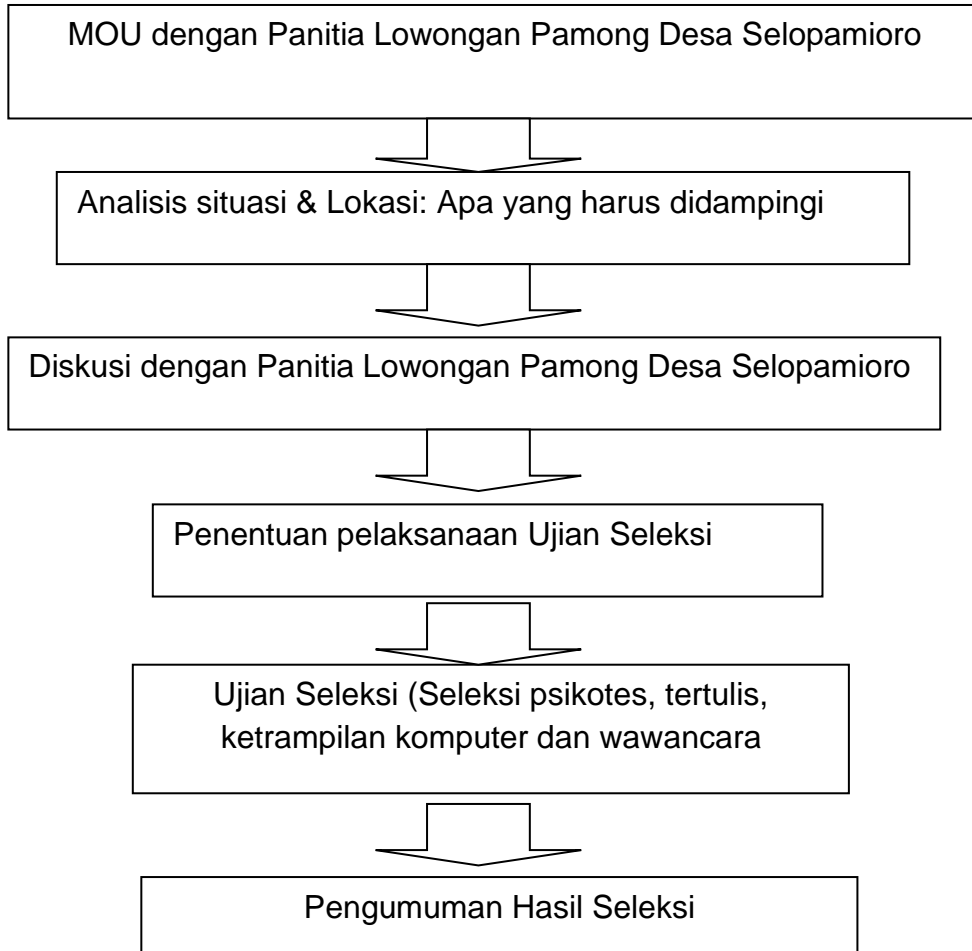 MOU dengan Panitia Lowongan Pamong Desa Selopamioro
Analisis situasi & Lokasi: Apa yang harus didampingi
Diskusi dengan Panitia Lowongan Pamong Desa Selopamioro
Penentuan pelaksanaan Ujian Seleksi
Ujian Seleksi (Seleksi psikotes, tertulis,
ketrampilan komputer dan wawancara
Pengumuman Hasil Seleksi